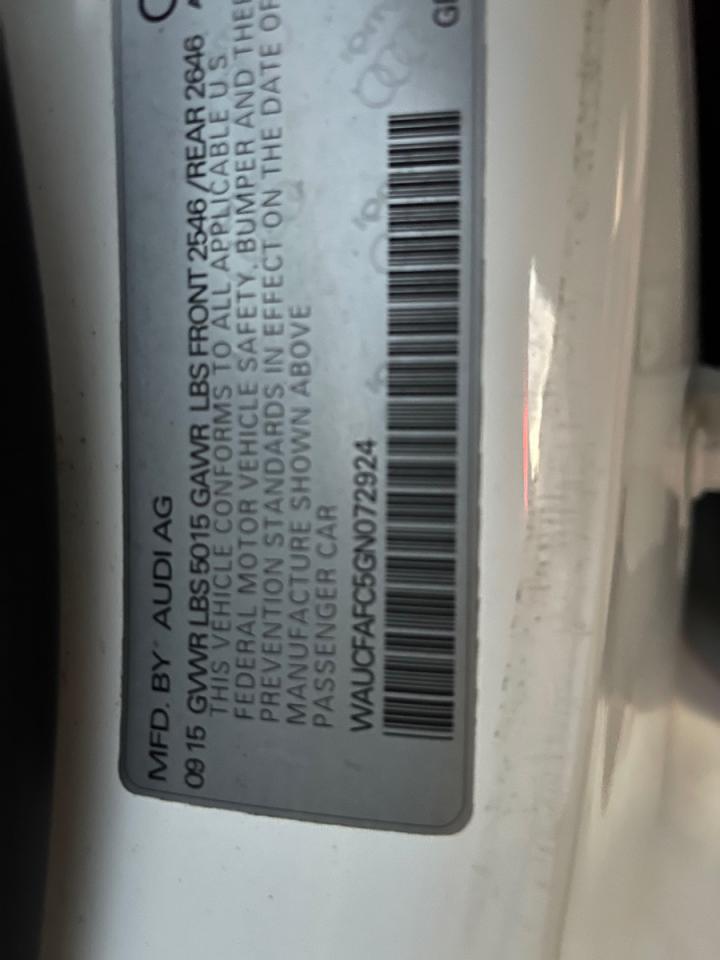 MFD. BY AUDI AG
09 15 GVWR LBS 5015 GAWR LBS FRONT 2546 /REAR 2646
THIS VEHICLE CONFORMS TO ALL APPLICABLE U.S.
FEDERAL MOTOR VEHICLE SAFETY, BUMPER AND
PREVENTION STANDARDS IN EFFECT ON THE DATE OF
MANUFACTURE SHOWN ABOVE
PASSENGER CAR
WAUCFAFC5GN072924